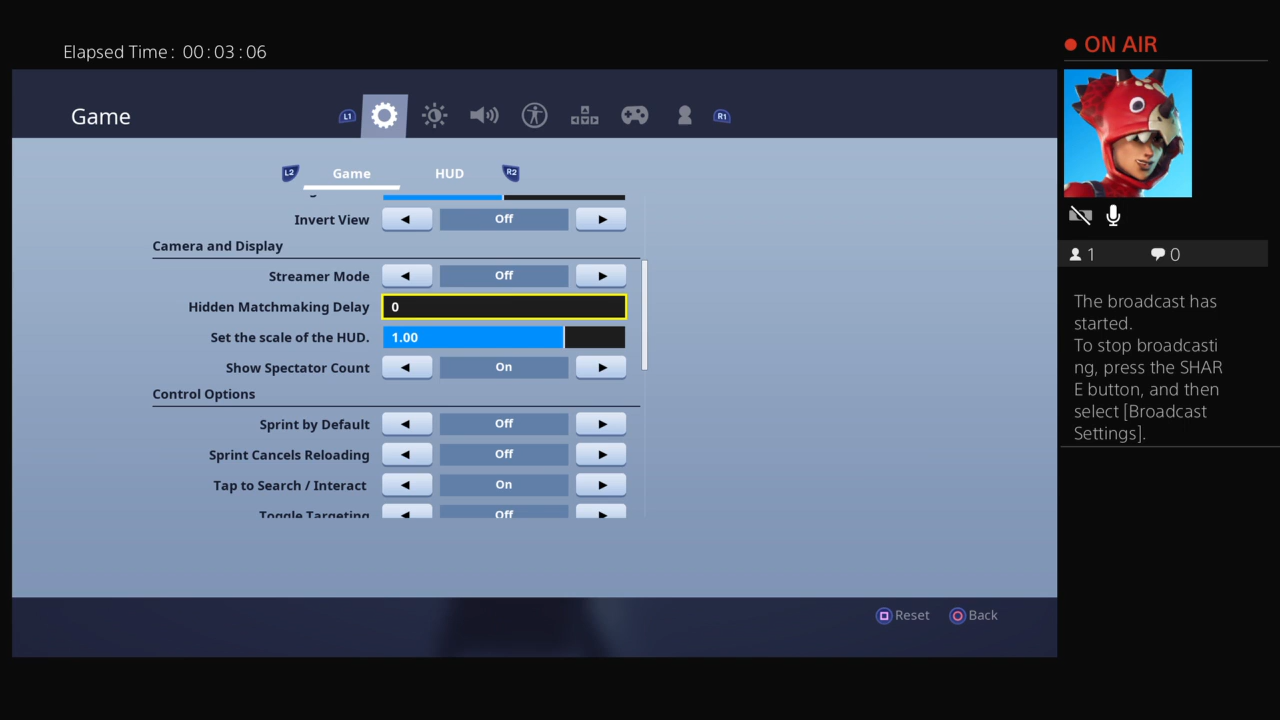 Elapsed Time: 00:03:06
ON AIR
Game
L1
R1
L2
Game
HUD
R2
Invert View
Off
Camera and Display
Streamer Mode
Off
Hidden Matchmaking Delay
0
Set the scale of the HUD.
1.00
Show Spectator Count
On
Control Options
Sprint by Default
Off
Sprint Cancels Reloading
Off
Tap to Search / Interact
On
Toggle Targeting
Off
Reset
Back
1
0
The broadcast has
started.
To stop broadcasti
ng, press the SHAR
E button, and then
select [Broadcast
Settings].